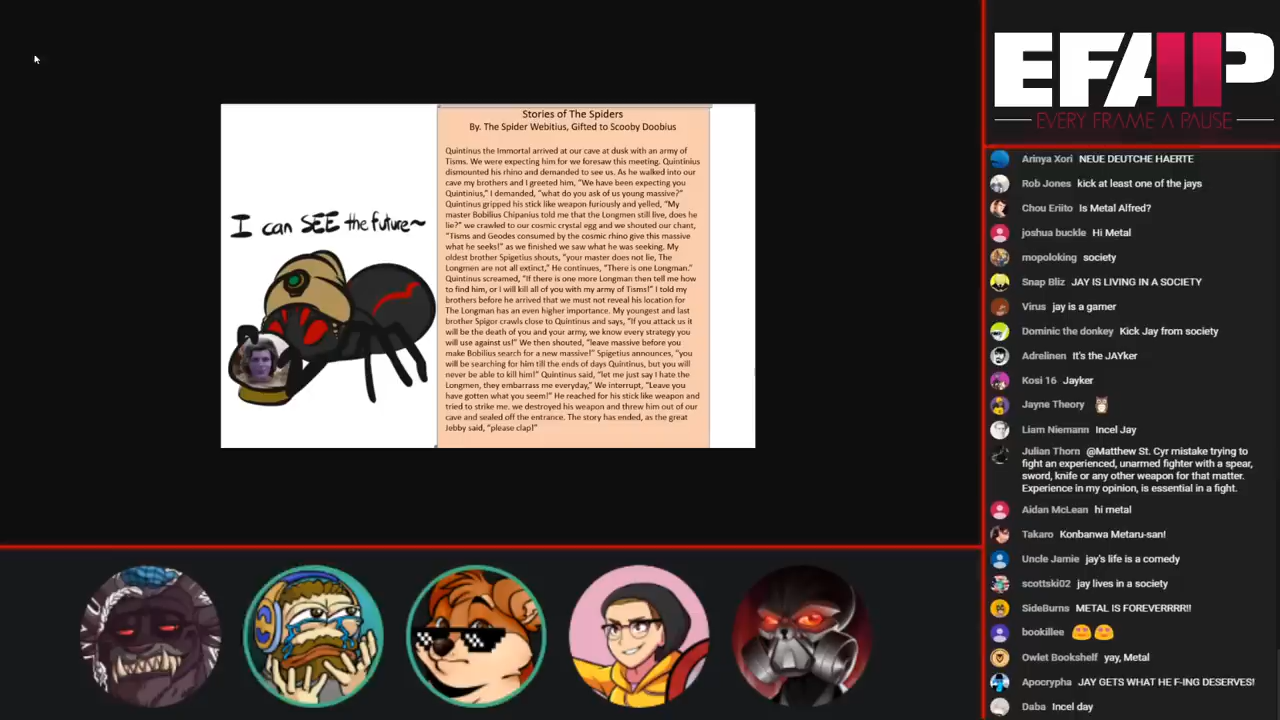 I can SEE the future~
Stories of The Spiders
By. The Spider Webitius, Gifted to Scooby Doobius
Quintinus the Immortal arrived at our cave at dusk with an army of
Tisms. We were expecting him for we foresaw this meeting. Quintinius
dismounted his rhino and demanded to see us. As he walked into our
cave my brothers and I greeted him, “We have been expecting you
Quintinius,” I demanded, “what do you ask of us young massive?”
Quintinus gripped his stick like weapon furiously and yelled, “My
master Bobilius Chipanius told me that the Longmen still live, does he
lie?” we crawled to our cosmic crystal egg and we shouted our chant,
“Tisms and Geodes consumed by the cosmic rhino give this massive
what he seeks!” as we finished we saw what he was seeking. My
oldest brother Spigetius shouts, “your master does not lie, The
Longmen are not all extinct,” He continues, “There is one Longman.”
Quintinus screamed, “If there is one more Longman then tell me how
to find him, or I will kill all of you with my army of Tisms!” I told my
brothers before he arrived that we must not reveal his location for
The Longman has an even higher importance. My youngest and last
brother Spigor crawls close to Quintinus and says, “If you attack us it
will be the death of you and your army, we know every strategy you
will use against us!” We then shouted, “leave massive before you
make Bobilius search for a new massive!” Spigetius announces, “you
will be searching for him till the ends of days Quintinus, but you will
never be able to kill him!” Quintinus said, “let me just say I hate the
Longmen, they embarrass me everyday,” We interrupt, “Leave you
have gotten what you seem!” He reached for his stick like weapon and
tried to strike me. we destroyed his weapon and threw him out of our
cave and sealed off the entrance. The story has ended, as the great
Jebby said, “please clap!”
EFAP
EVERY FRAME A PAUSE
Arinya Xori NEUE DEUTCHE HAERTE
Rob Jones kick at least one of the jays
Chou Eriito Is Metal Alfred?
joshua buckle Hi Metal
mopoloking society
Snap Bliz JAY IS LIVING IN A SOCIETY
Virus jay is a gamer
Dominic the donkey Kick Jay from society
Adrelinen It's the JAYker
Kosi 16 Jayker
Jayne Theory
Liam Niemann Incel Jay
Julian Thorn @Matthew St. Cyr mistake trying to
fight an experienced, unarmed fighter with a spear,
sword, knife or any other weapon for that matter.
Experience in my opinion, is essential in a fight.
Aidan McLean hi metal
Takaro Konbanwa Metaru-san!
Uncle Jamie jay's life is a comedy
scottski02 jay lives in a society
SideBurns METAL IS FOREVERRRR!!
bookillee
Owlet Bookshelf yay, Metal
Apocrypha JAY GETS WHAT HE F-ING DESERVES!
Daba Incel day